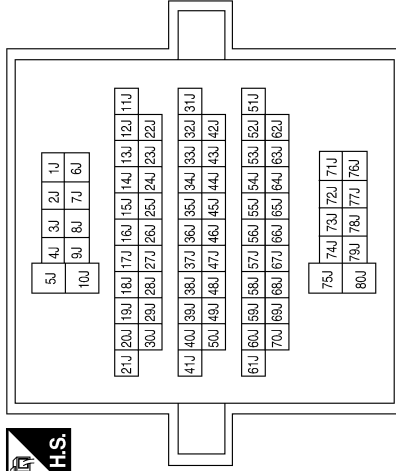 5J 4J 3J 2J 1J
10J 9J 8J 7J 6J
21J 20J 19J 18J 17J 16J 15J 14J 13J 12J 11J
30J 29J 28J 27J 26J 25J 24J 23J 22J
41J 40J 39J 38J 37J 36J 35J 34J 33J 32J 31J
50J 49J 48J 47J 46J 45J 44J 43J 42J
61J 60J 59J 58J 57J 56J 55J 54J 53J 52J 51J
70J 69J 68J 67J 66J 65J 64J 63J 62J
75J 74J 73J 72J 71J
80J 79J 78J 77J 76J
H.S.